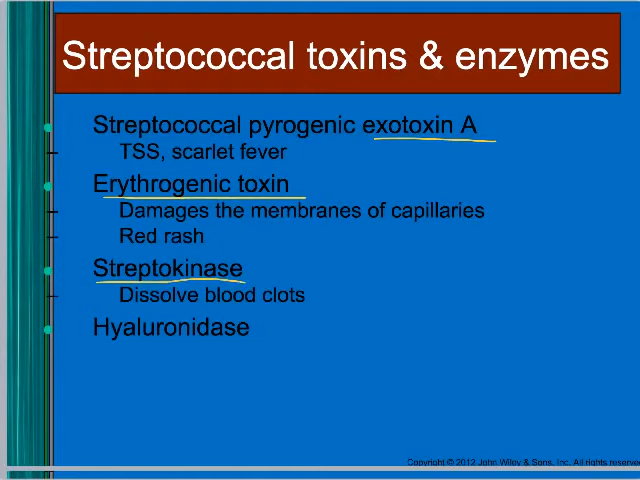 Streptococcal toxins & enzymes
Streptococcal pyrogenic exotoxin A
TSS, scarlet fever
Erythrogenic toxin
Damages the membranes of capillaries
Red rash
Streptokinase
Dissolve blood clots
Hyaluronidase
Copyright © 2012 John Wiley & Sons, Inc. All rights reserve